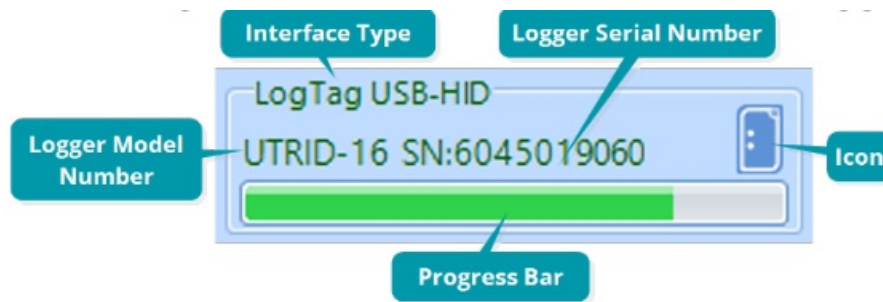 Interface Type
Logger Serial Number
LogTag USB-HID
Logger Model
Number
UTRID-16 SN:6045019060
Icon
Progress Bar